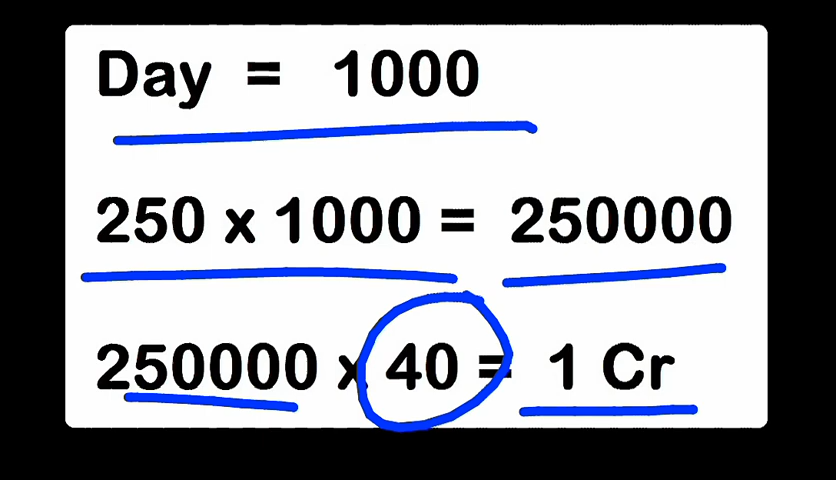 Day = 1000
250 x 1000 = 250000
250000 x 40 = 1 Cr